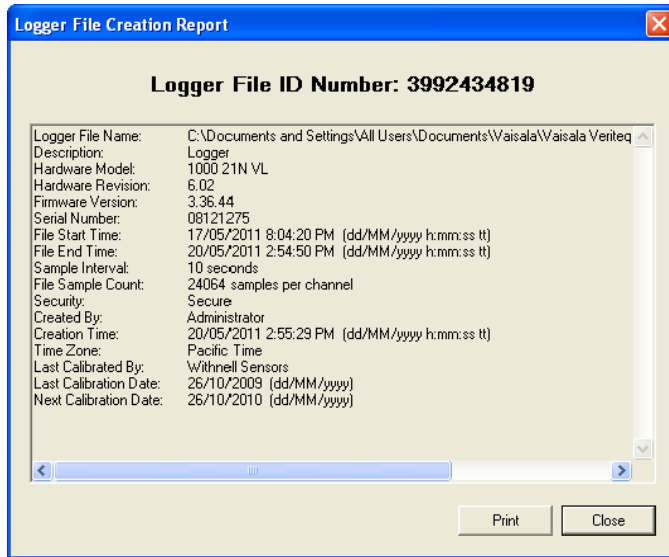 Logger File Creation Report
Logger File ID Number: 3992434819
Logger File Name: C:\Documents and Settings\All Users\Documents\Vaisala\Vaisala Veriteq
Description: Logger
Hardware Model: 1000 21N VL
Hardware Revision: 6.02
Firmware Version: 3.36.44
Serial Number: 08121275
File Start Time: 17/05/2011 8:04:20 PM (dd/MM/yyyy h:mm:ss tt)
File End Time: 20/05/2011 2:54:50 PM (dd/MM/yyyy h:mm:ss tt)
Sample Interval: 10 seconds
File Sample Count: 24064 samples per channel
Security: Secure
Created By: Administrator
Creation Time: 20/05/2011 2:55:29 PM (dd/MM/yyyy h:mm:ss tt)
Time Zone: Pacific Time
Last Calibrated By: Withnell Sensors
Last Calibration Date: 26/10/2009 (dd/MM/yyyy)
Next Calibration Date: 26/10/2010 (dd/MM/yyyy)
Print Close